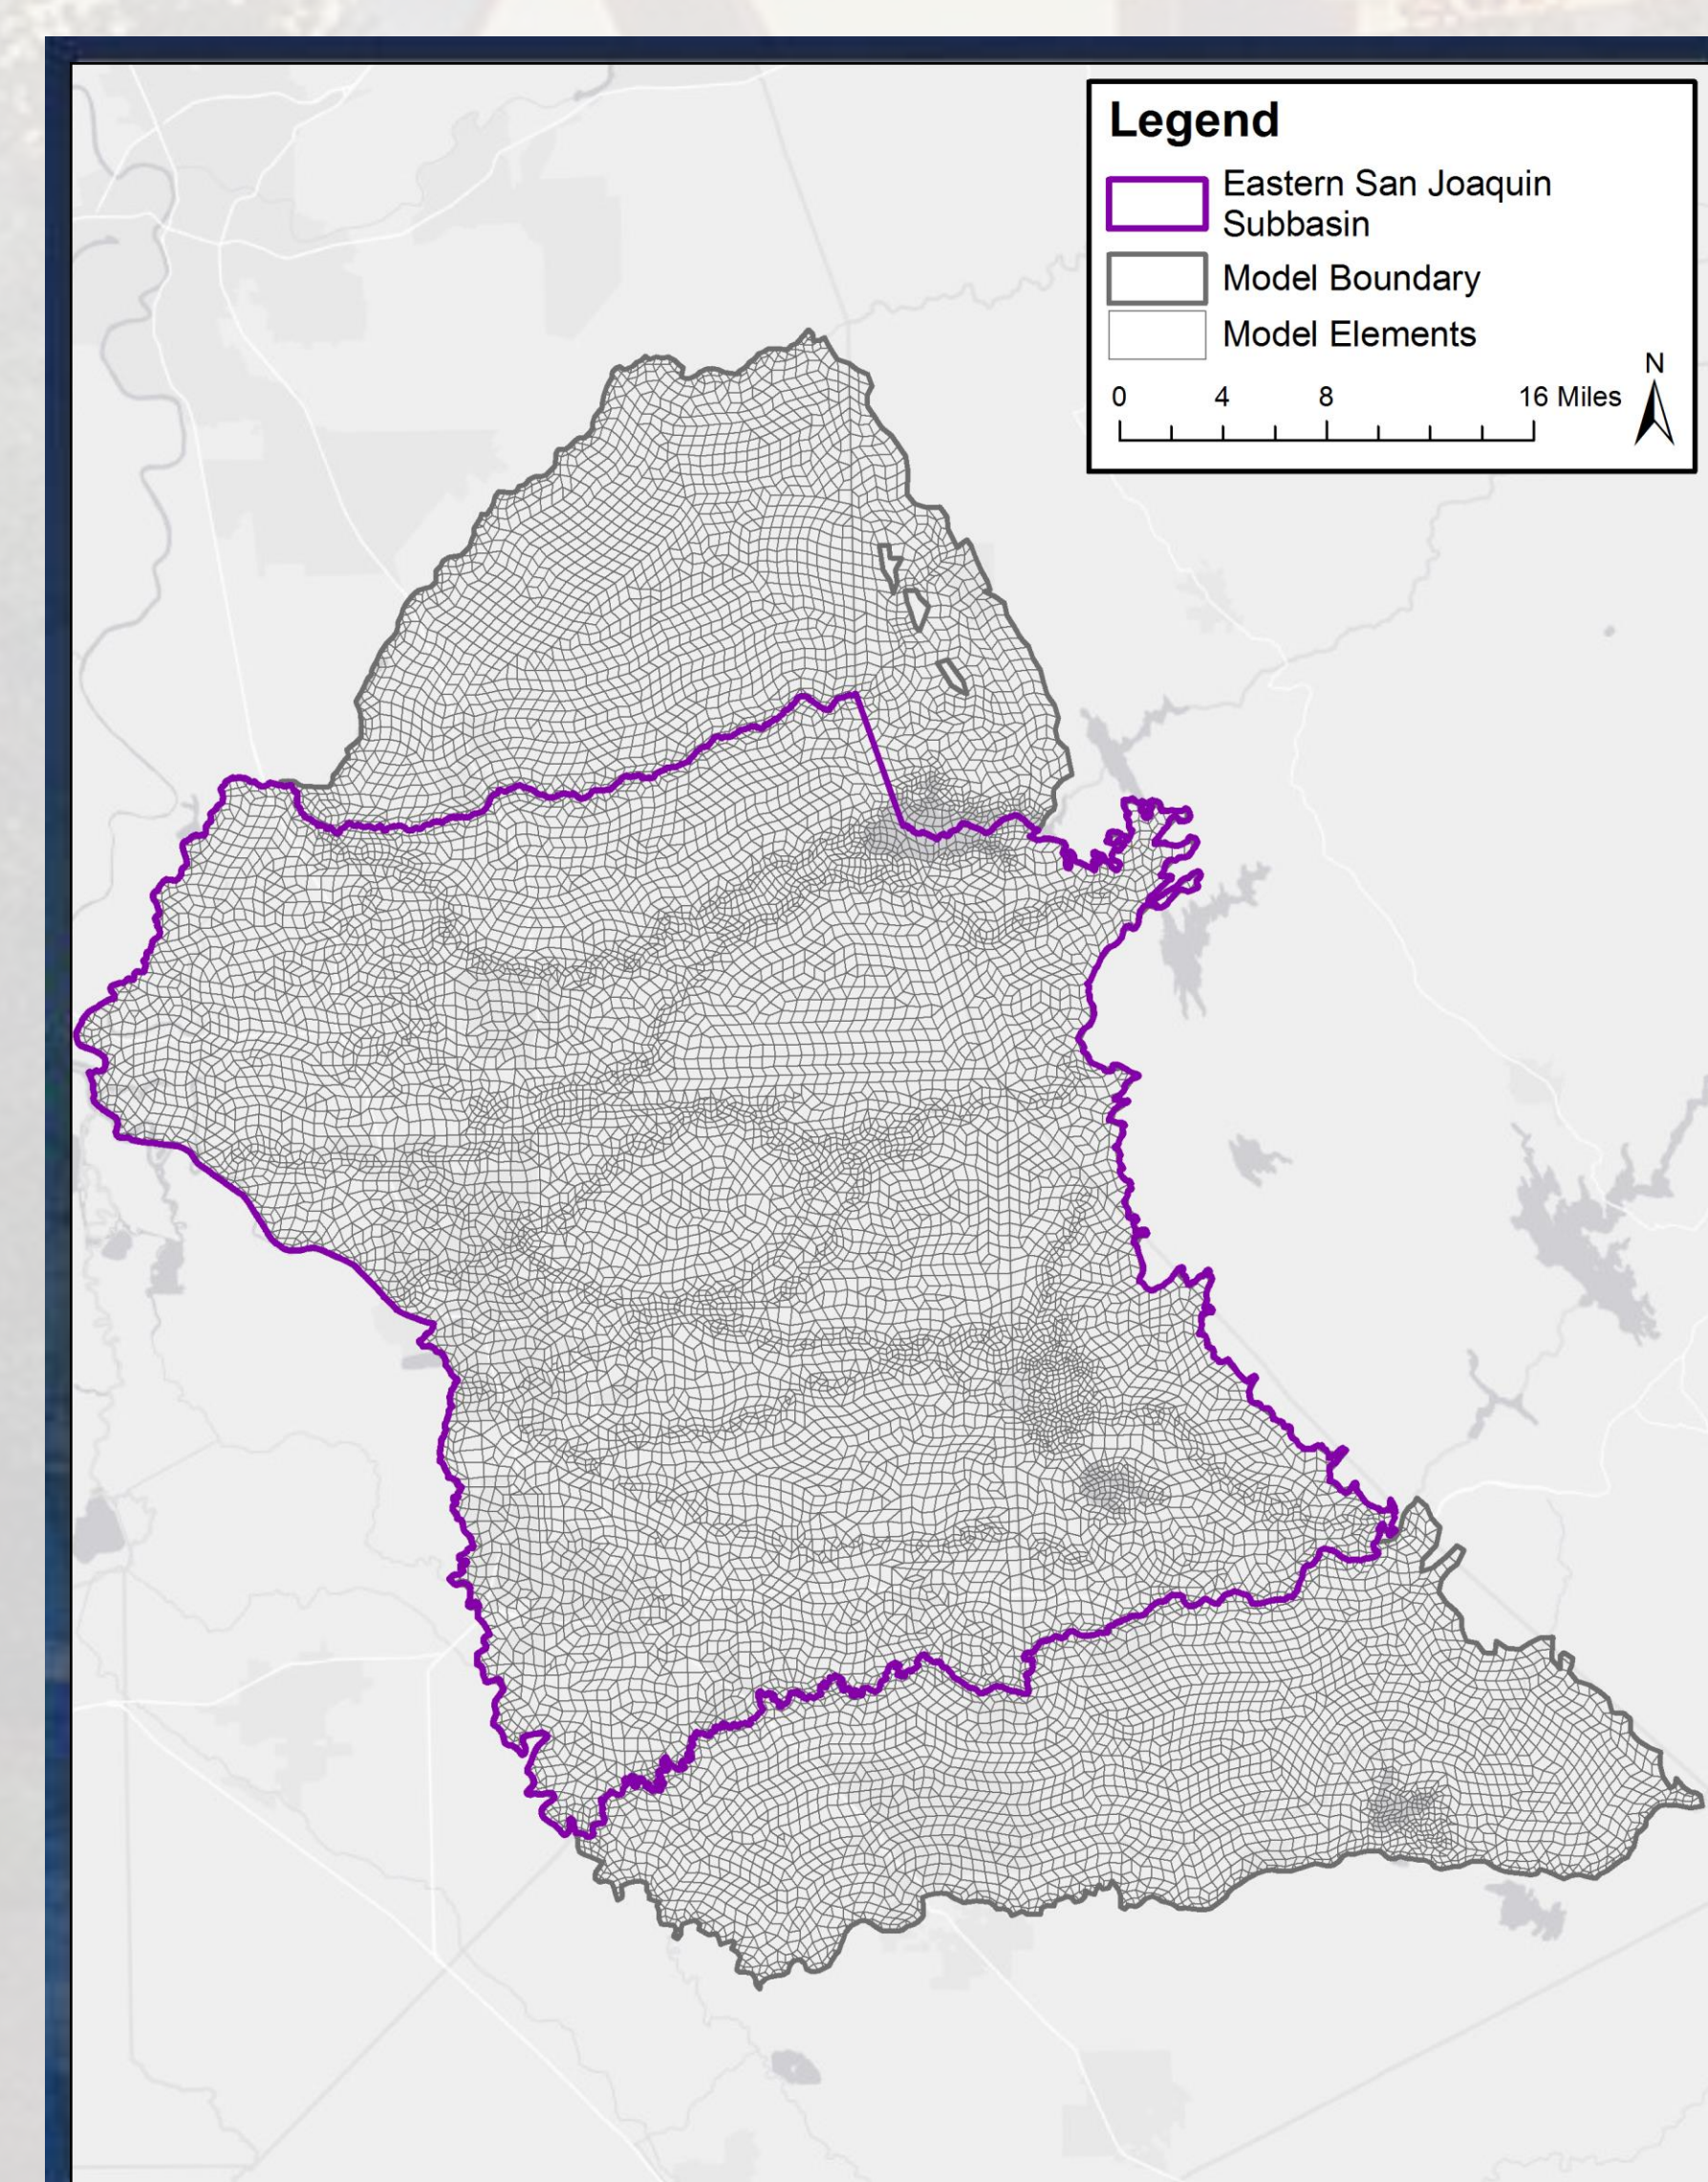 Legend
Eastern San Joaquin
Subbasin
Model Boundary
Model Elements
N
0 4 8 16 Miles